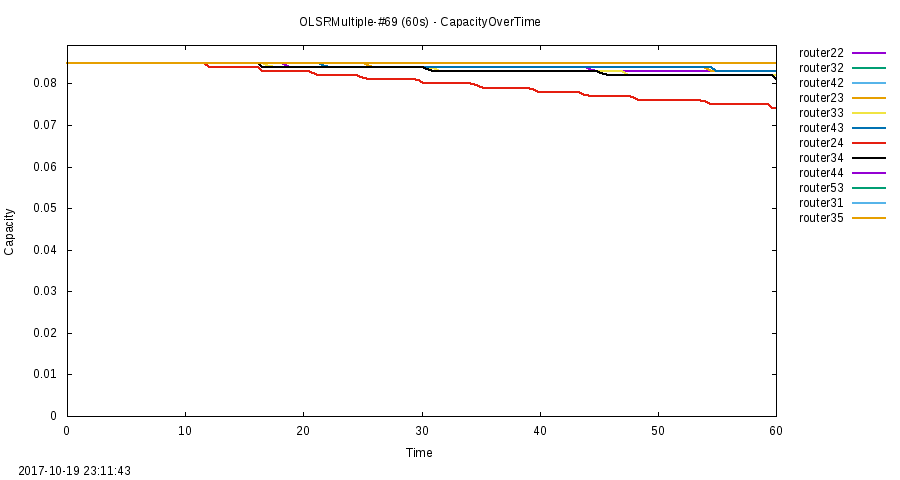 OLSRMultiple-#69 (60s) - CapacityOverTime
router22
router32
router42
router23
router33
router43
router24
router34
router44
router53
router31
router35
0.08
0.07
0.06
0.05
0.04
0.03
0.02
0.01
0
Capacity
0 10 20 30 40 50 60
Time
2017-10-19 23:11:43